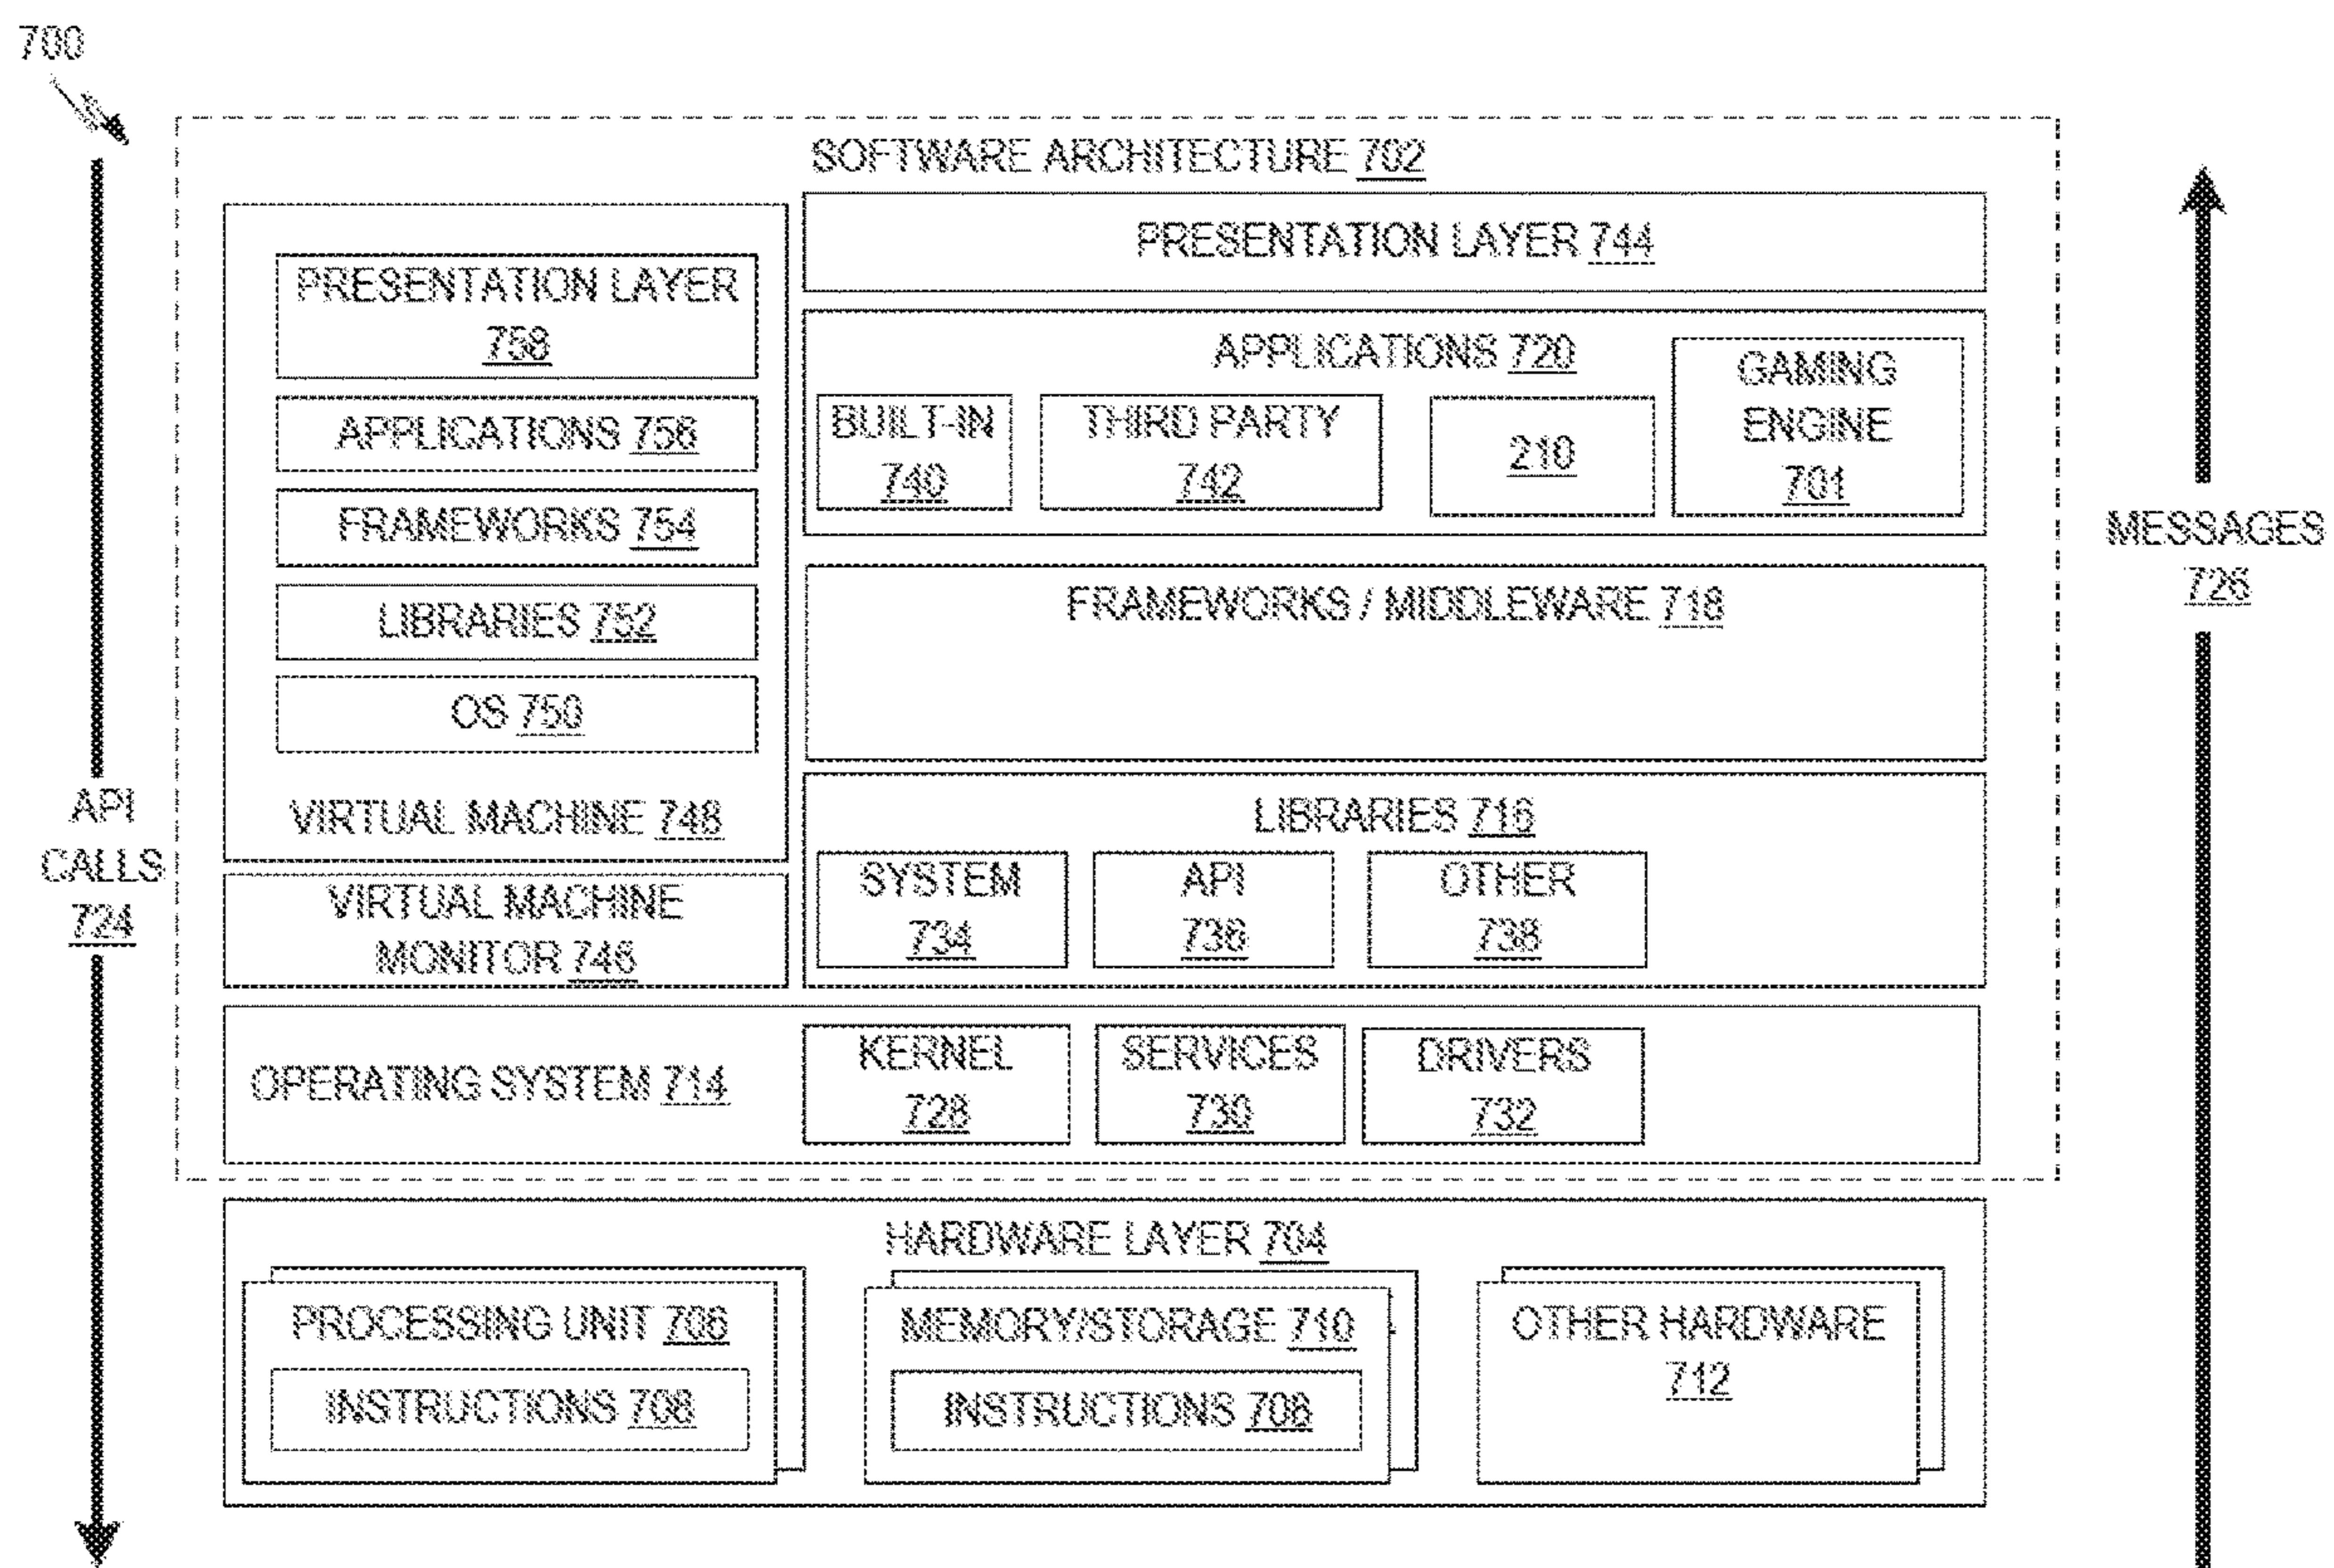 700
SOFTWARE ARCHITECTURE 702
PRESENTATION LAYER 744
PRESENTATION LAYER
758
APPLICATIONS 756
FRAMEWORKS 754
LIBRARIES 752
OS 750
VIRTUAL MACHINE 748
VIRTUAL MACHINE
MONITOR 746
APPLICATIONS 720
BUILT-IN
740
THIRD PARTY
742
210
GAMING
ENGINE
701
FRAMEWORKS / MIDDLEWARE 718
LIBRARIES 716
SYSTEM
734
API
736
OTHER
738
OPERATING SYSTEM 714
KERNEL
728
SERVICES
730
DRIVERS
732
HARDWARE LAYER 704
PROCESSING UNIT 706
INSTRUCTIONS 708
MEMORY/STORAGE 710
INSTRUCTIONS 708
OTHER HARDWARE
712
API
CALLS
724
MESSAGES
726